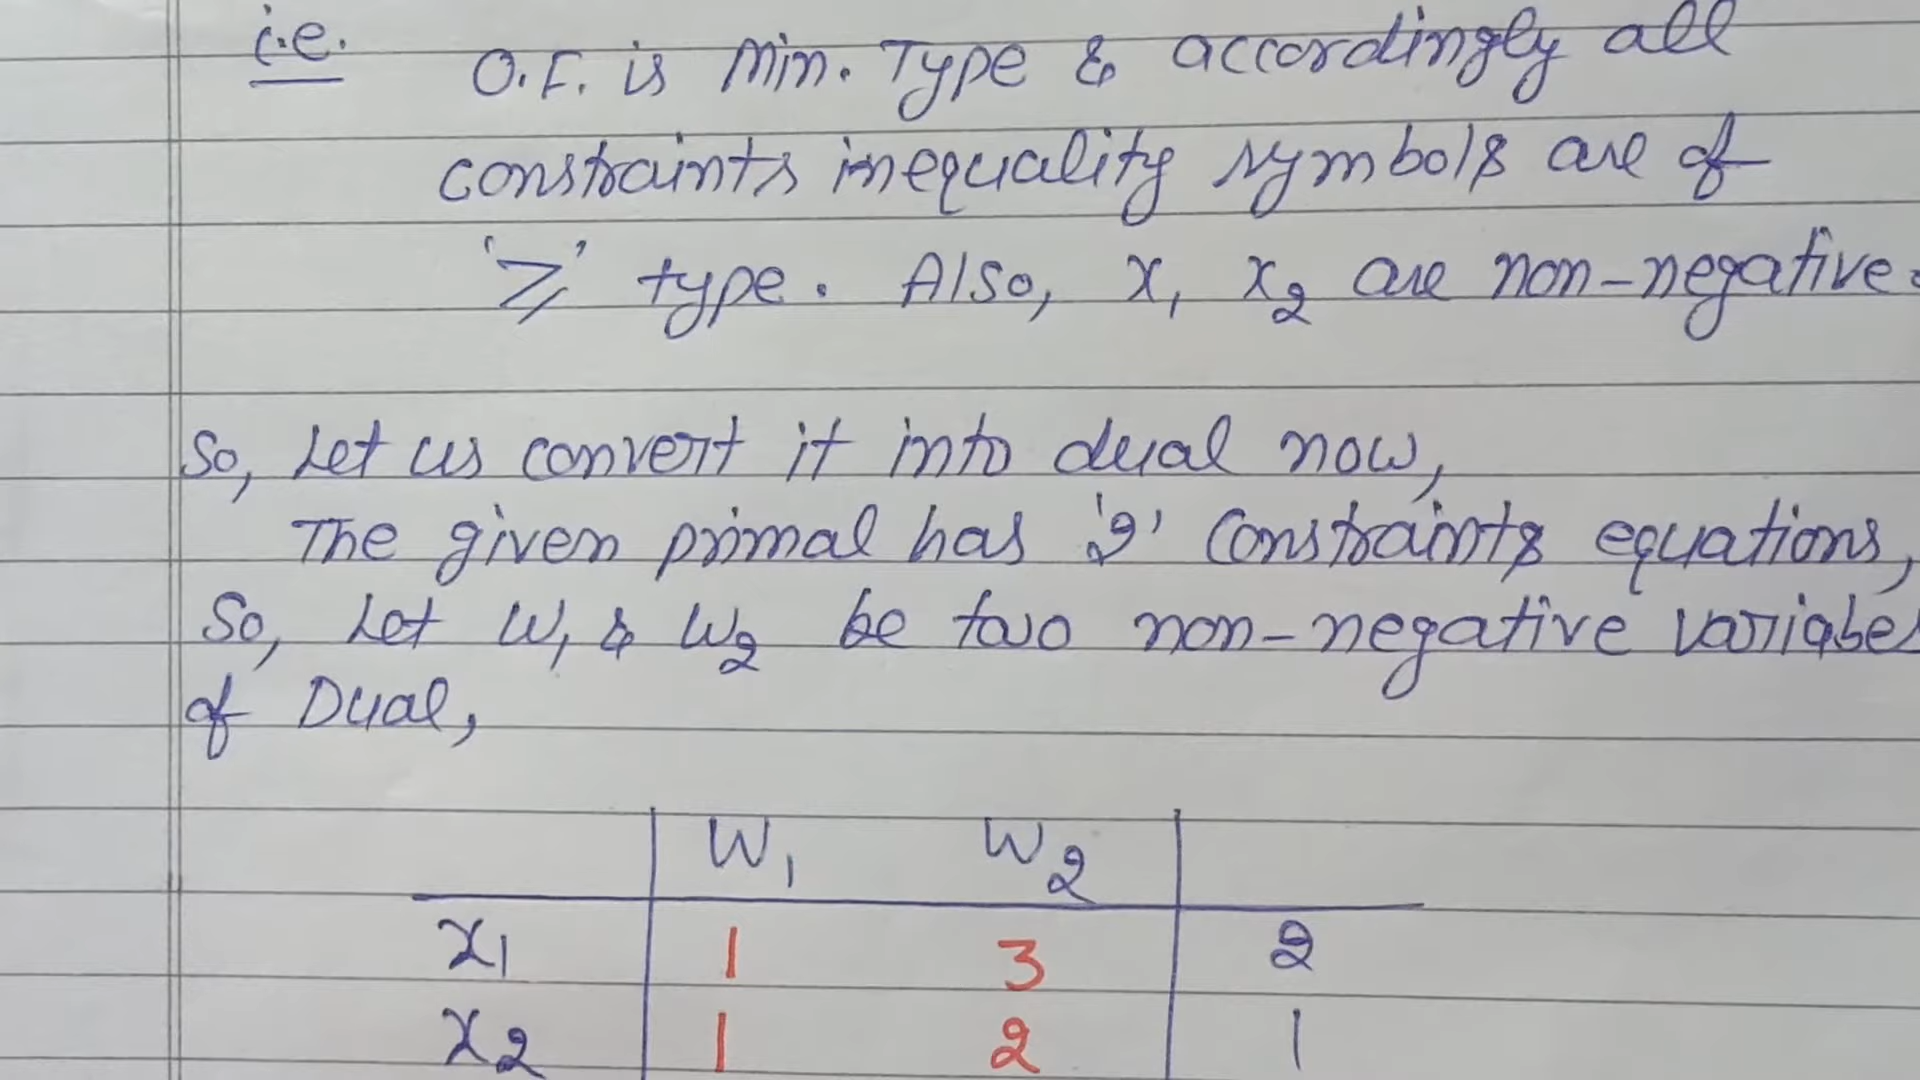 i.e. O.F. is Min. Type & accordingly all
constraints inequality symbols are of
'≥' type. Also, x₁ x₂ are non-negative.
So, Let us convert it into dual now,
The given primal has '2' constraints equations,
So, Let W₁ & W₂ be two non-negative variabes
of Dual,
W₁ W₂
x₁ 1 3 2
x₂ 1 2 1